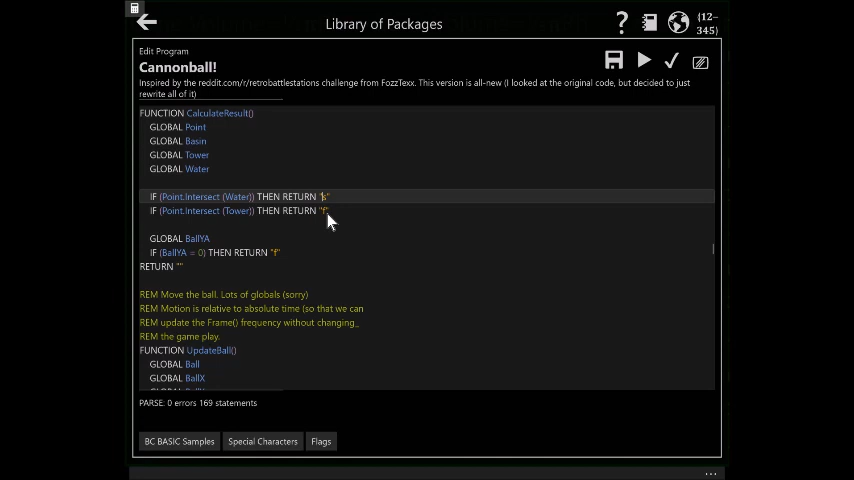 Library of Packages
?
(12-
345)
Edit Program
Cannonball!
Inspired by the reddit.com/r/retrobattlestations challenge from FozzTexx. This version is all-new (I looked at the original code, but decided to just
rewrite all of it)
FUNCTION CalculateResult()
GLOBAL Point
GLOBAL Basin
GLOBAL Tower
GLOBAL Water
IF (Point.Intersect (Water)) THEN RETURN "s"
IF (Point.Intersect (Tower)) THEN RETURN "f"
GLOBAL BallYA
IF (BallYA = 0) THEN RETURN "f"
RETURN ""
REM Move the ball. Lots of globals (sorry)
REM Motion is relative to absolute time (so that we can
REM update the Frame() frequency without changing_
REM the game play.
FUNCTION UpdateBall()
GLOBAL Ball
GLOBAL BallX
PARSE: 0 errors 169 statements
BC BASIC Samples
Special Characters
Flags
...